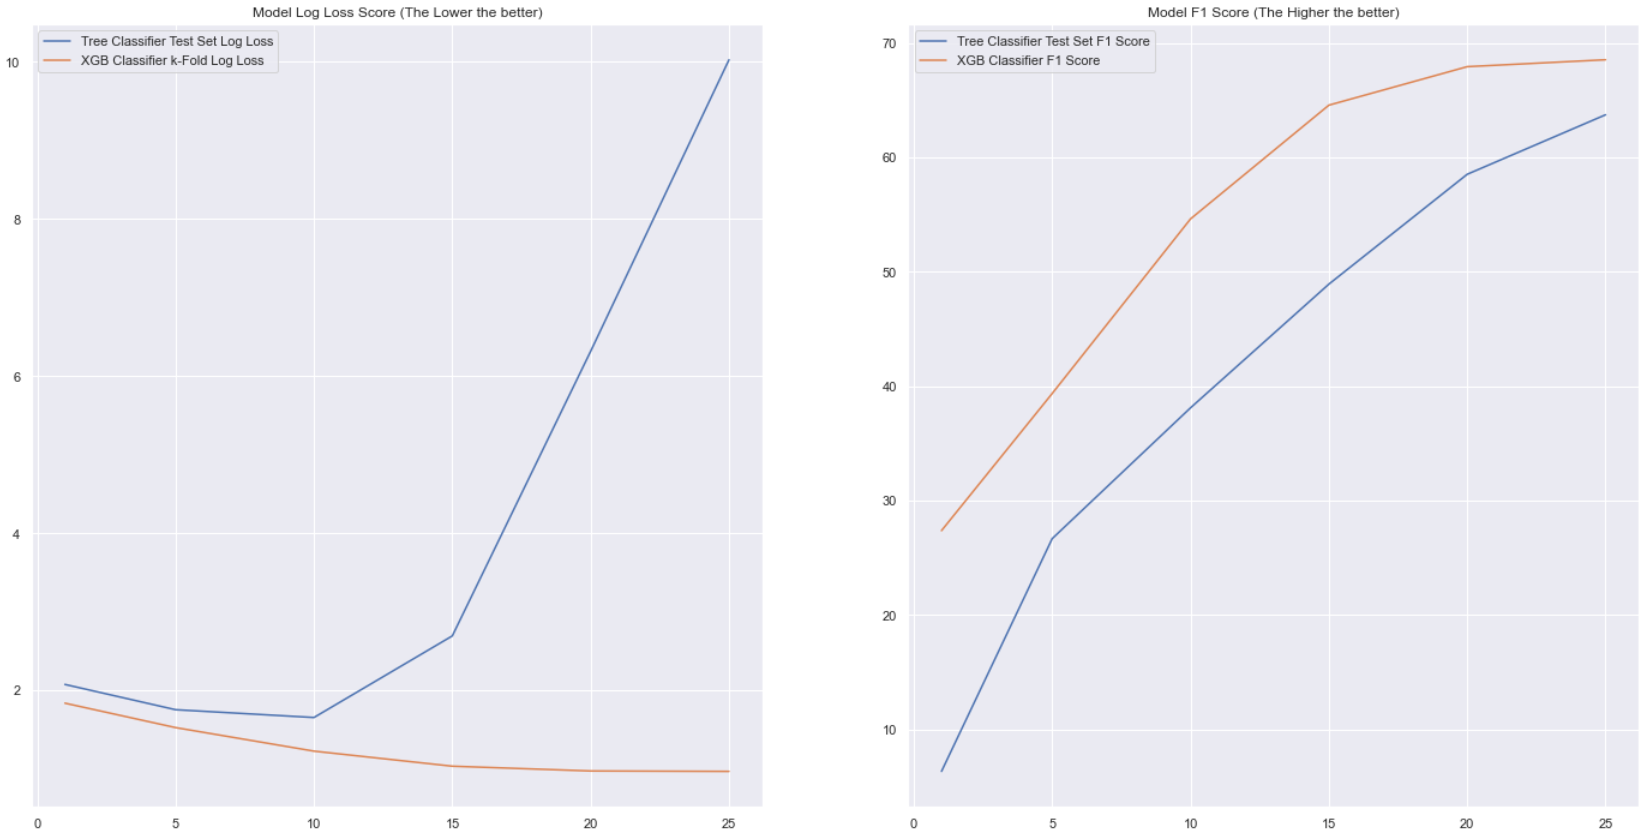 Model Log Loss Score (The Lower the better)
Tree Classifier Test Set Log Loss
XGB Classifier k-Fold Log Loss
10
8
6
4
2
0 5 10 15 20 25
Model F1 Score (The Higher the better)
Tree Classifier Test Set F1 Score
XGB Classifier F1 Score
70
60
50
40
30
20
10
0 5 10 15 20 25